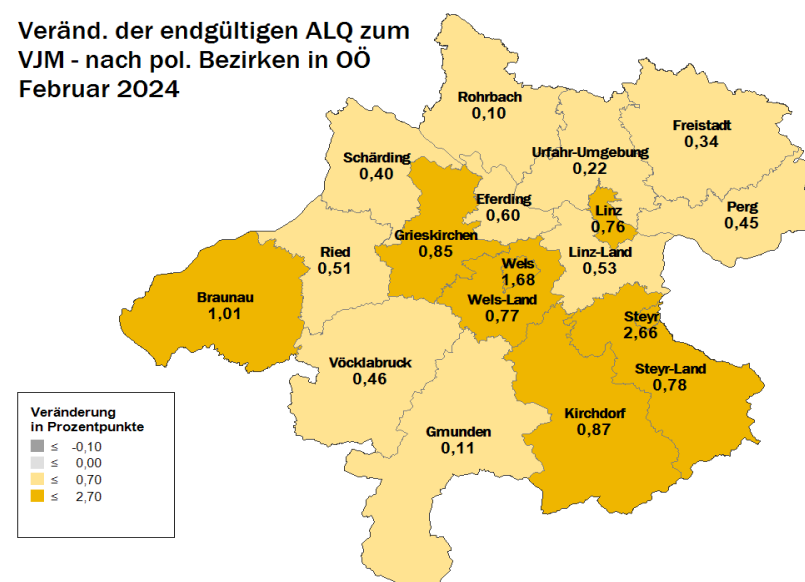 Veränd. der endgültigen ALQ zum
VJM - nach pol. Bezirken in OÖ
Februar 2024
Rohrbach
0,10
Freistadt
0,34
Urfahr-Umgebung
0,22
Schärding
0,40
Eferding
0,60
Linz
0,76
Perg
0,45
Grieskirchen
0,85
Ried
0,51
Linz-Land
0,53
Wels
1,68
Braunau
1,01
Wels-Land
0,77
Steyr
2,66
Vöcklabruck
0,46
Steyr-Land
0,78
Kirchdorf
0,87
Gmunden
0,11
Veränderung
in Prozentpunkte
≤ -0,10
≤ 0,00
≤ 0,70
≤ 2,70